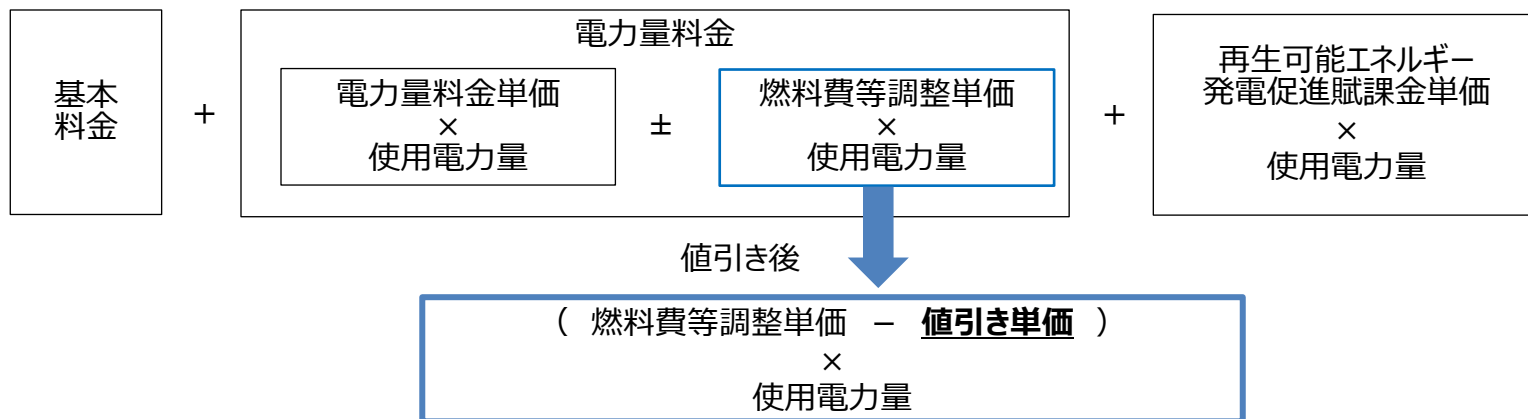 電力量料金
基本
料金
+
電力量料金単価
×
使用電力量
±
燃料費等調整単価
×
使用電力量
+
再生可能エネルギー
発電促進賦課金単価
×
使用電力量
値引き後
( 燃料費等調整単価 − 値引き単価 )
×
使用電力量